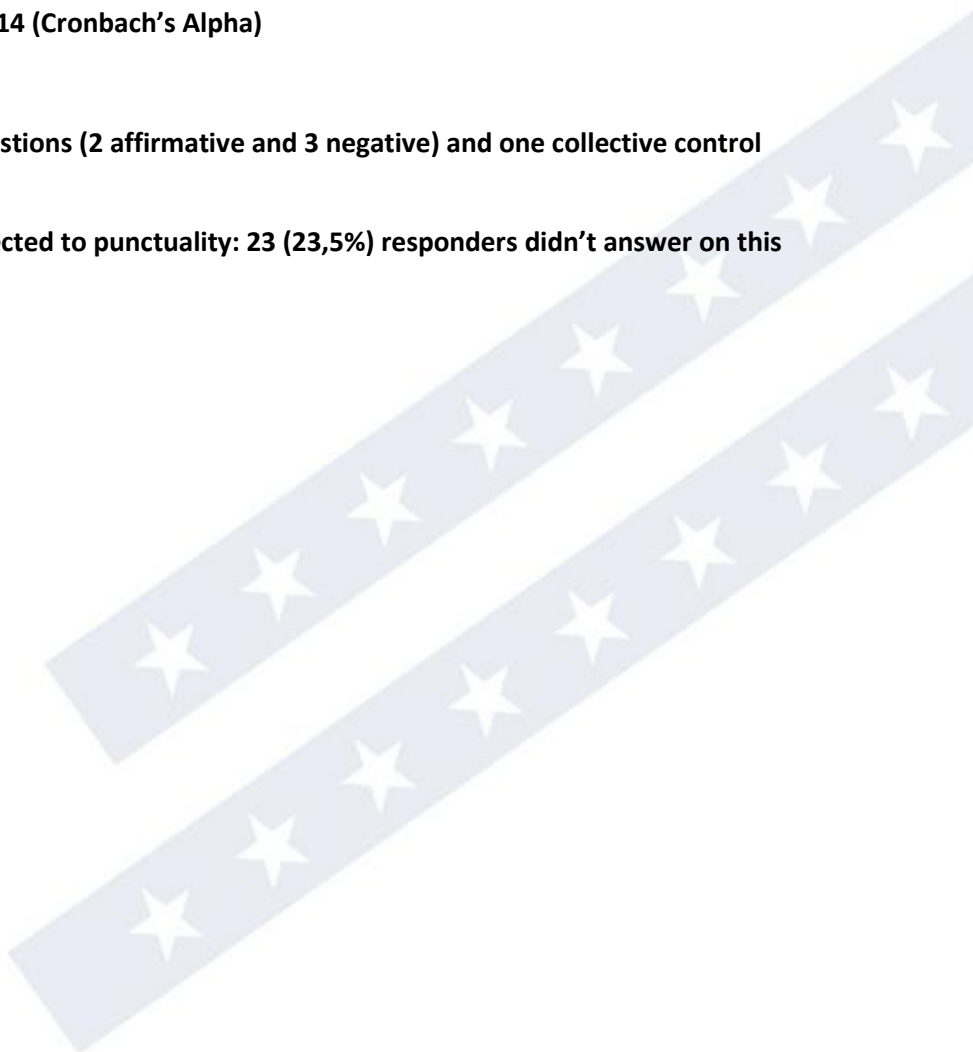 14 (Cronbach’s Alpha)
stions (2 affirmative and 3 negative) and one collective control
cted to punctuality: 23 (23,5%) responders didn’t answer on this